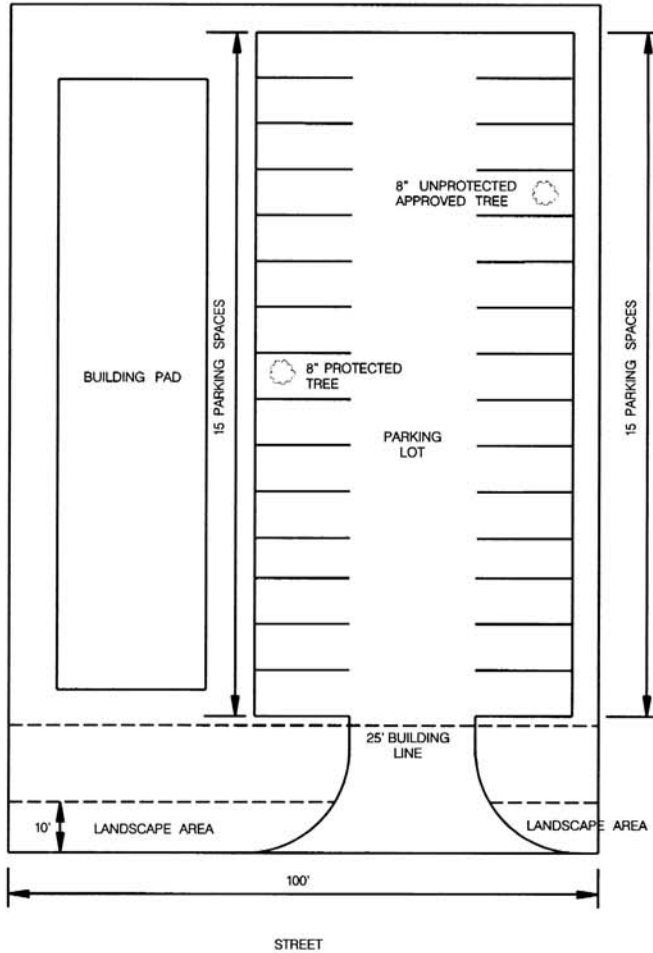 8" UNPROTECTED
APPROVED TREE
15 PARKING SPACES
15 PARKING SPACES
BUILDING PAD
8" PROTECTED
TREE
PARKING
LOT
25' BUILDING
LINE
10'
LANDSCAPE AREA
LANDSCAPE AREA
100'
STREET